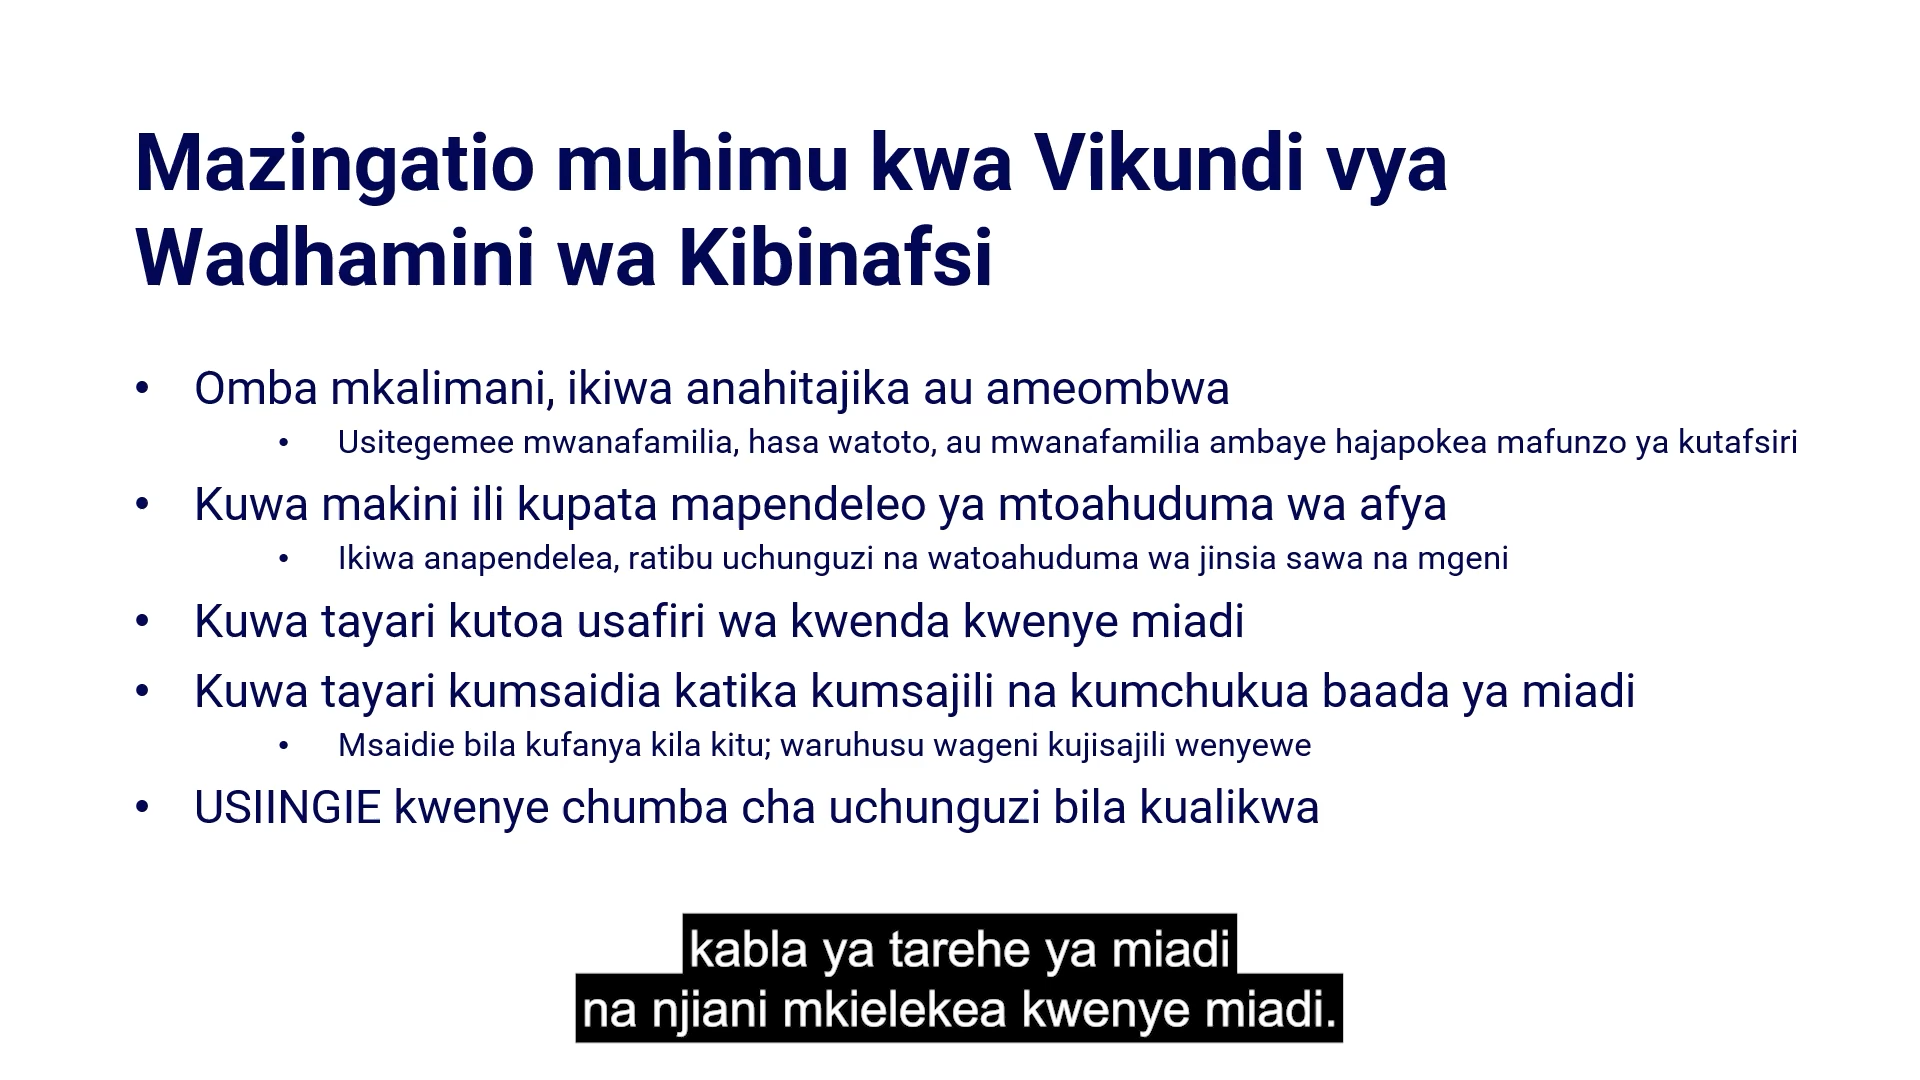 Mazingatio muhimu kwa Vikundi vya
Wadhamini wa Kibinafsi
• Omba mkalimani, ikiwa anahitajika au ameombwa
• Usitegemee mwanafamilia, hasa watoto, au mwanafamilia ambaye hajapokea mafunzo ya kutafsiri
• Kuwa makini ili kupata mapendeleo ya mtoahuduma wa afya
• Ikiwa anapendelea, ratibu uchunguzi na watoahuduma wa jinsia sawa na mgeni
• Kuwa tayari kutoa usafiri wa kwenda kwenye miadi
• Kuwa tayari kumsaidia katika kumsajili na kumchukua baada ya miadi
• Msaidie bila kufanya kila kitu; waruhusu wageni kujisajili wenyewe
• USIINGIE kwenye chumba cha uchunguzi bila kualikwa
kabla ya tarehe ya miadi
na njiani mkielekea kwenye miadi.